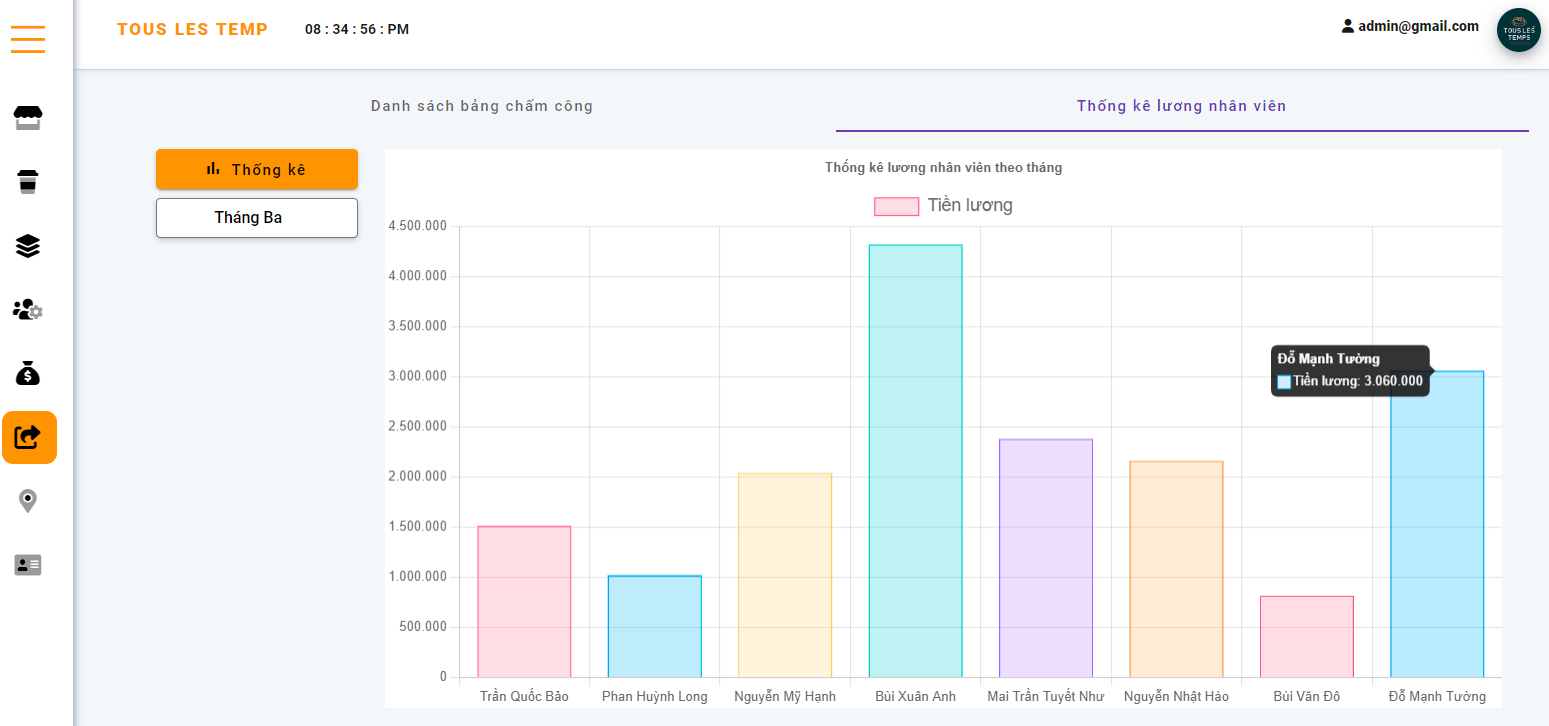 TOUS LES TEMP
08 : 34 : 56 : PM
admin@gmail.com
TOUS LES
TEMPS
Danh sách bảng chấm công
Thống kê lương nhân viên
Thống kê
Tháng Ba
Thống kê lương nhân viên theo tháng
Tiền lương
4.500.000
4.000.000
3.500.000
3.000.000
2.500.000
2.000.000
1.500.000
1.000.000
500.000
0
Đỗ Mạnh Tường
Tiền lương: 3.060.000
Trần Quốc Bảo
Phan Huỳnh Long
Nguyễn Mỹ Hạnh
Bùi Xuân Anh
Mai Trần Tuyết Như
Nguyễn Nhật Hào
Bùi Văn Đô
Đỗ Mạnh Tường